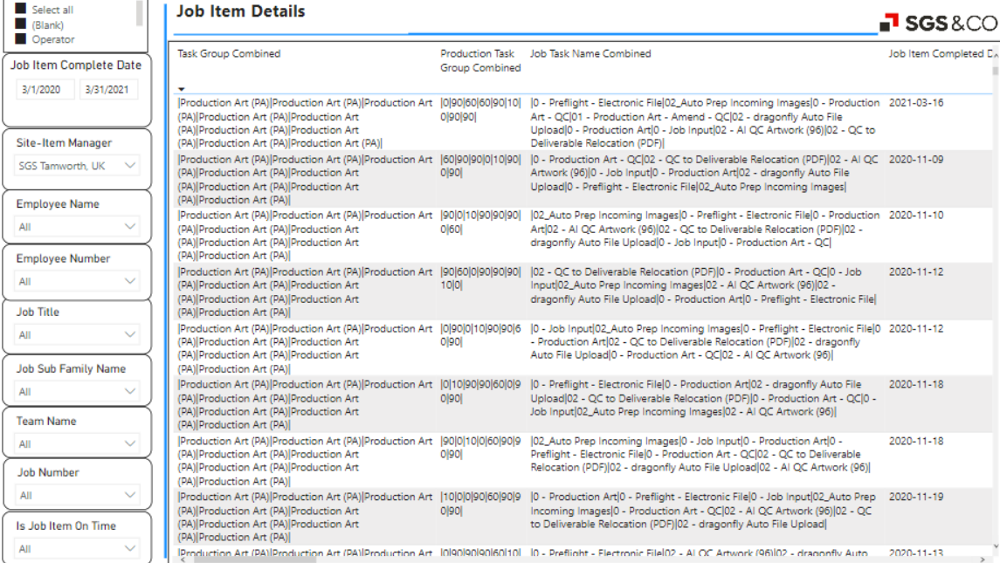 Select all
(Blank)
Operator
Job Item Complete Date
3/1/2020 3/31/2021
Site-Item Manager
SGS Tamworth, UK
Employee Name
All
Employee Number
All
Job Title
All
Job Sub Family Name
All
Team Name
All
Job Number
All
Is Job Item On Time
All
Job Item Details
SGS & CO
Task Group Combined Production Task Job Task Name Combined Job Item Completed D
Group Combined
|Production Art (PA)|Production Art (PA)|Production Art |0|90|60|60|90|10| |0 - Preflight - Electronic File|02_Auto Prep Incoming Images|0 - Production 2021-03-16
(PA)|Production Art (PA)|Production Art 0|90|90| Art - QC|01 - Production Art - Amend - QC|02 - dragonfly Auto File
(PA)|Production Art (PA)|Production Art Upload|0 - Production Art|0 - Job Input|02 - AI QC Artwork (96)|02 - QC to
(PA)|Production Art (PA)|Production Art (PA)| Deliverable Relocation (PDF)|
|Production Art (PA)|Production Art (PA)|Production Art |60|90|90|0|10|90| |0 - Production Art - QC|02 - QC to Deliverable Relocation (PDF)|02 - AI QC 2020-11-09
(PA)|Production Art (PA)|Production Art 0|90| Artwork (96)|0 - Job Input|0 - Production Art|02 - dragonfly Auto File
(PA)|Production Art (PA)|Production Art Upload|0 - Preflight - Electronic File|02_Auto Prep Incoming Images|
(PA)|Production Art (PA)|
|Production Art (PA)|Production Art (PA)|Production Art |90|0|10|90|90|90| |02_Auto Prep Incoming Images|0 - Preflight - Electronic File|0 - Production 2020-11-10
(PA)|Production Art (PA)|Production Art 0|60| Art|02 - AI QC Artwork (96)|02 - QC to Deliverable Relocation (PDF)|02 -
(PA)|Production Art (PA)|Production Art dragonfly Auto File Upload|0 - Job Input|0 - Production Art - QC|
(PA)|Production Art (PA)|
|Production Art (PA)|Production Art (PA)|Production Art |90|60|0|90|90|90| |02 - QC to Deliverable Relocation (PDF)|0 - Production Art - QC|0 - Job 2020-11-12
(PA)|Production Art (PA)|Production Art 10|0| Input|02_Auto Prep Incoming Images|02 - AI QC Artwork (96)|02 -
(PA)|Production Art (PA)|Production Art dragonfly Auto File Upload|0 - Production Art|0 - Preflight - Electronic File|
(PA)|Production Art (PA)|
|Production Art (PA)|Production Art (PA)|Production Art |0|90|0|10|90|90|6 |0 - Job Input|02_Auto Prep Incoming Images|0 - Preflight - Electronic File|0 2020-11-12
(PA)|Production Art (PA)|Production Art 0|90| - Production Art|02 - QC to Deliverable Relocation (PDF)|02 - dragonfly
(PA)|Production Art (PA)|Production Art Auto File Upload|0 - Production Art - QC|02 - AI QC Artwork (96)|
(PA)|Production Art (PA)|
|Production Art (PA)|Production Art (PA)|Production Art |0|10|90|90|60|0|9 |0 - Preflight - Electronic File|0 - Production Art|02 - dragonfly Auto File 2020-11-18
(PA)|Production Art (PA)|Production Art 0|90| Upload|02 - QC to Deliverable Relocation (PDF)|0 - Production Art - QC|0 -
(PA)|Production Art (PA)|Production Art Job Input|02_Auto Prep Incoming Images|02 - AI QC Artwork (96)|
(PA)|Production Art (PA)|
|Production Art (PA)|Production Art (PA)|Production Art |90|0|10|0|60|90|9 |02_Auto Prep Incoming Images|0 - Job Input|0 - Production Art|0 - 2020-11-18
(PA)|Production Art (PA)|Production Art 0|90| Preflight - Electronic File|0 - Production Art - QC|02 - QC to Deliverable
(PA)|Production Art (PA)|Production Art Relocation (PDF)|02 - dragonfly Auto File Upload|02 - AI QC Artwork (96)|
(PA)|Production Art (PA)|
|Production Art (PA)|Production Art (PA)|Production Art |10|0|0|90|60|90|9 |0 - Production Art|0 - Preflight - Electronic File|0 - Job Input|02_Auto Prep 2020-11-19
(PA)|Production Art (PA)|Production Art 0|90| Incoming Images|0 - Production Art - QC|02 - AI QC Artwork (96)|02 - QC
(PA)|Production Art (PA)|Production Art to Deliverable Relocation (PDF)|02 - dragonfly Auto File Upload|
(PA)|Production Art (PA)|
|Production Art (PA)|Production Art (PA)|Production Art |0|90|90|90|60|10| |0 - Preflight - Electronic File|02 - AI QC Artwork (96)|02 - dragonfly Auto 2020-11-13